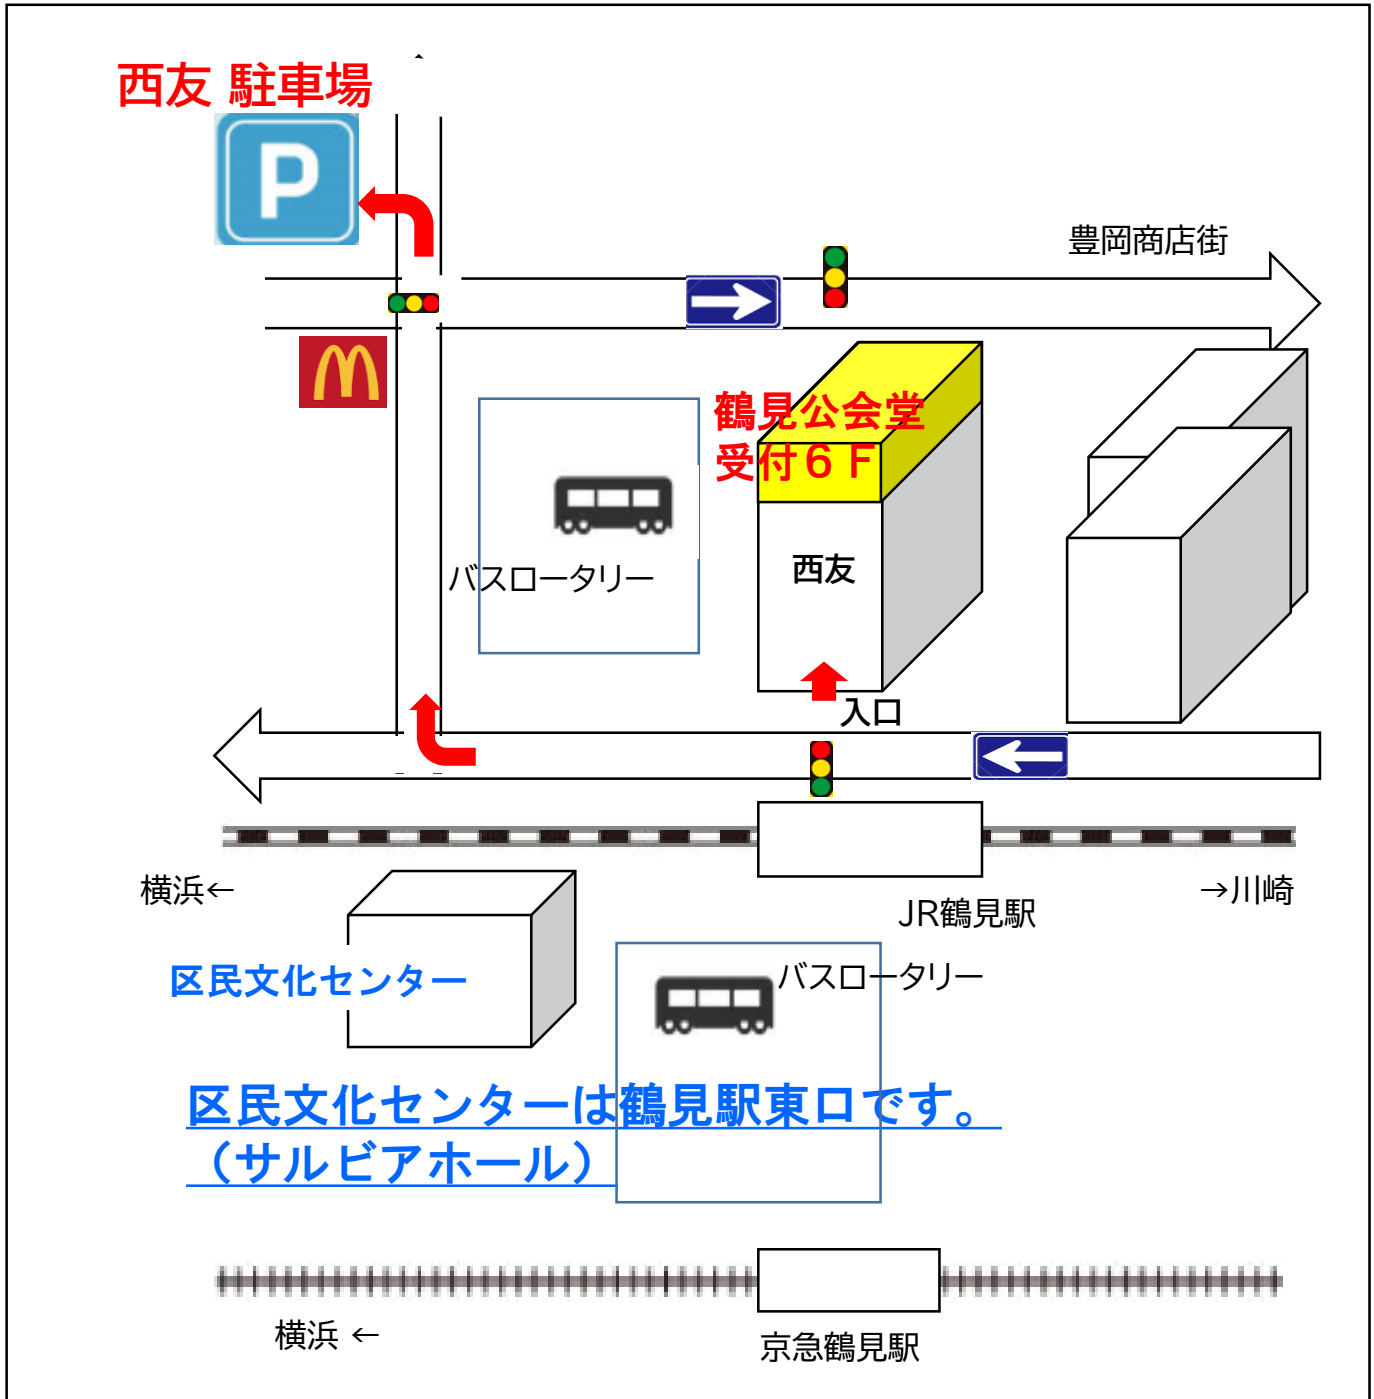 西友 駐車場
P
豊岡商店街
鶴見公会堂
受付６Ｆ
バスロータリー
西友
入口
横浜←
→川崎
JR鶴見駅
区民文化センター
バスロータリー
区民文化センターは鶴見駅東口です。
（サルビアホール）
横浜 ←
京急鶴見駅